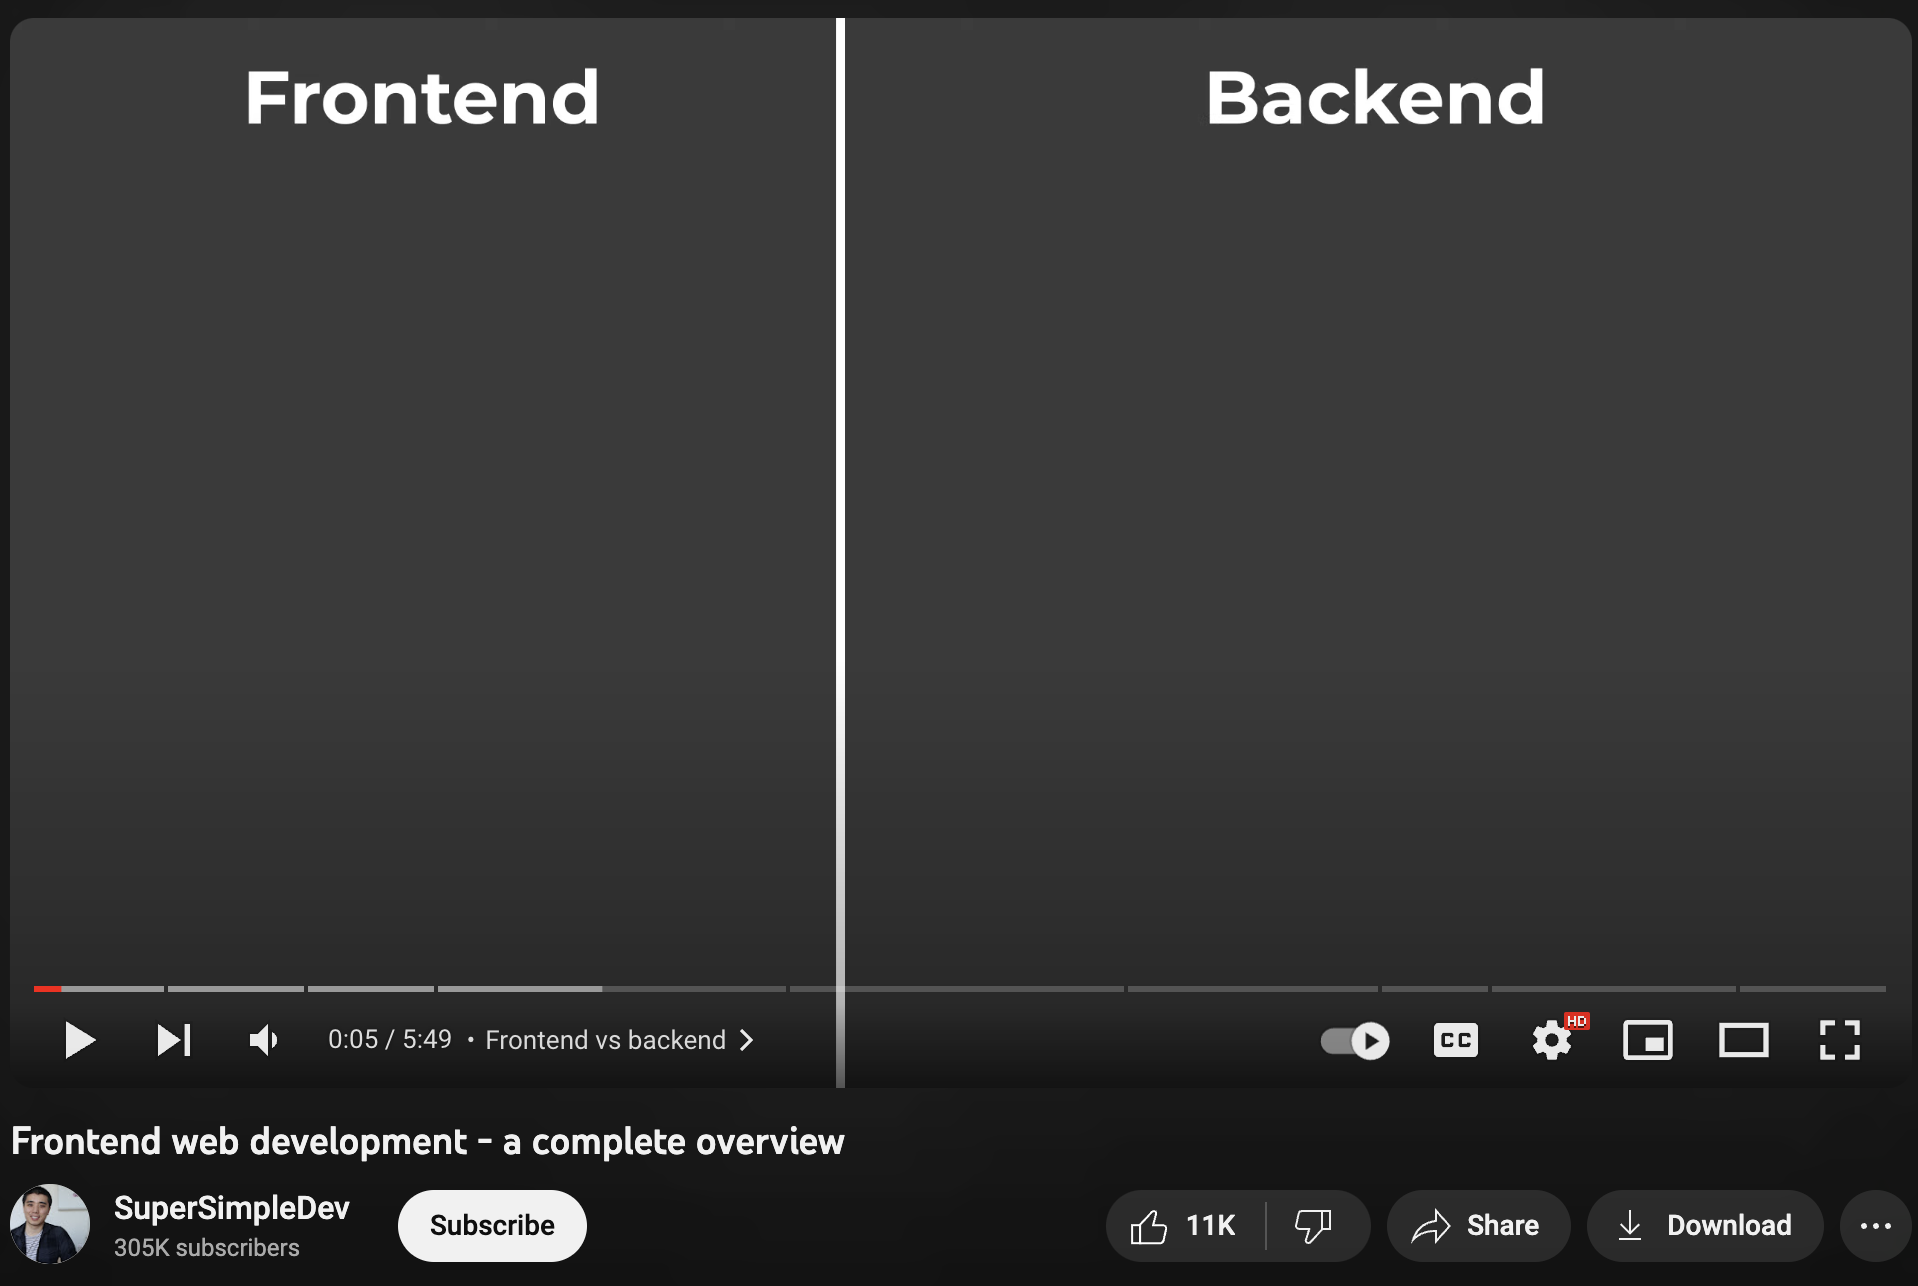 Frontend
Backend
0:05 / 5:49 • Frontend vs backend
CC
HD
Frontend web development - a complete overview
SuperSimpleDev
305K subscribers
Subscribe
11K
Share
Download